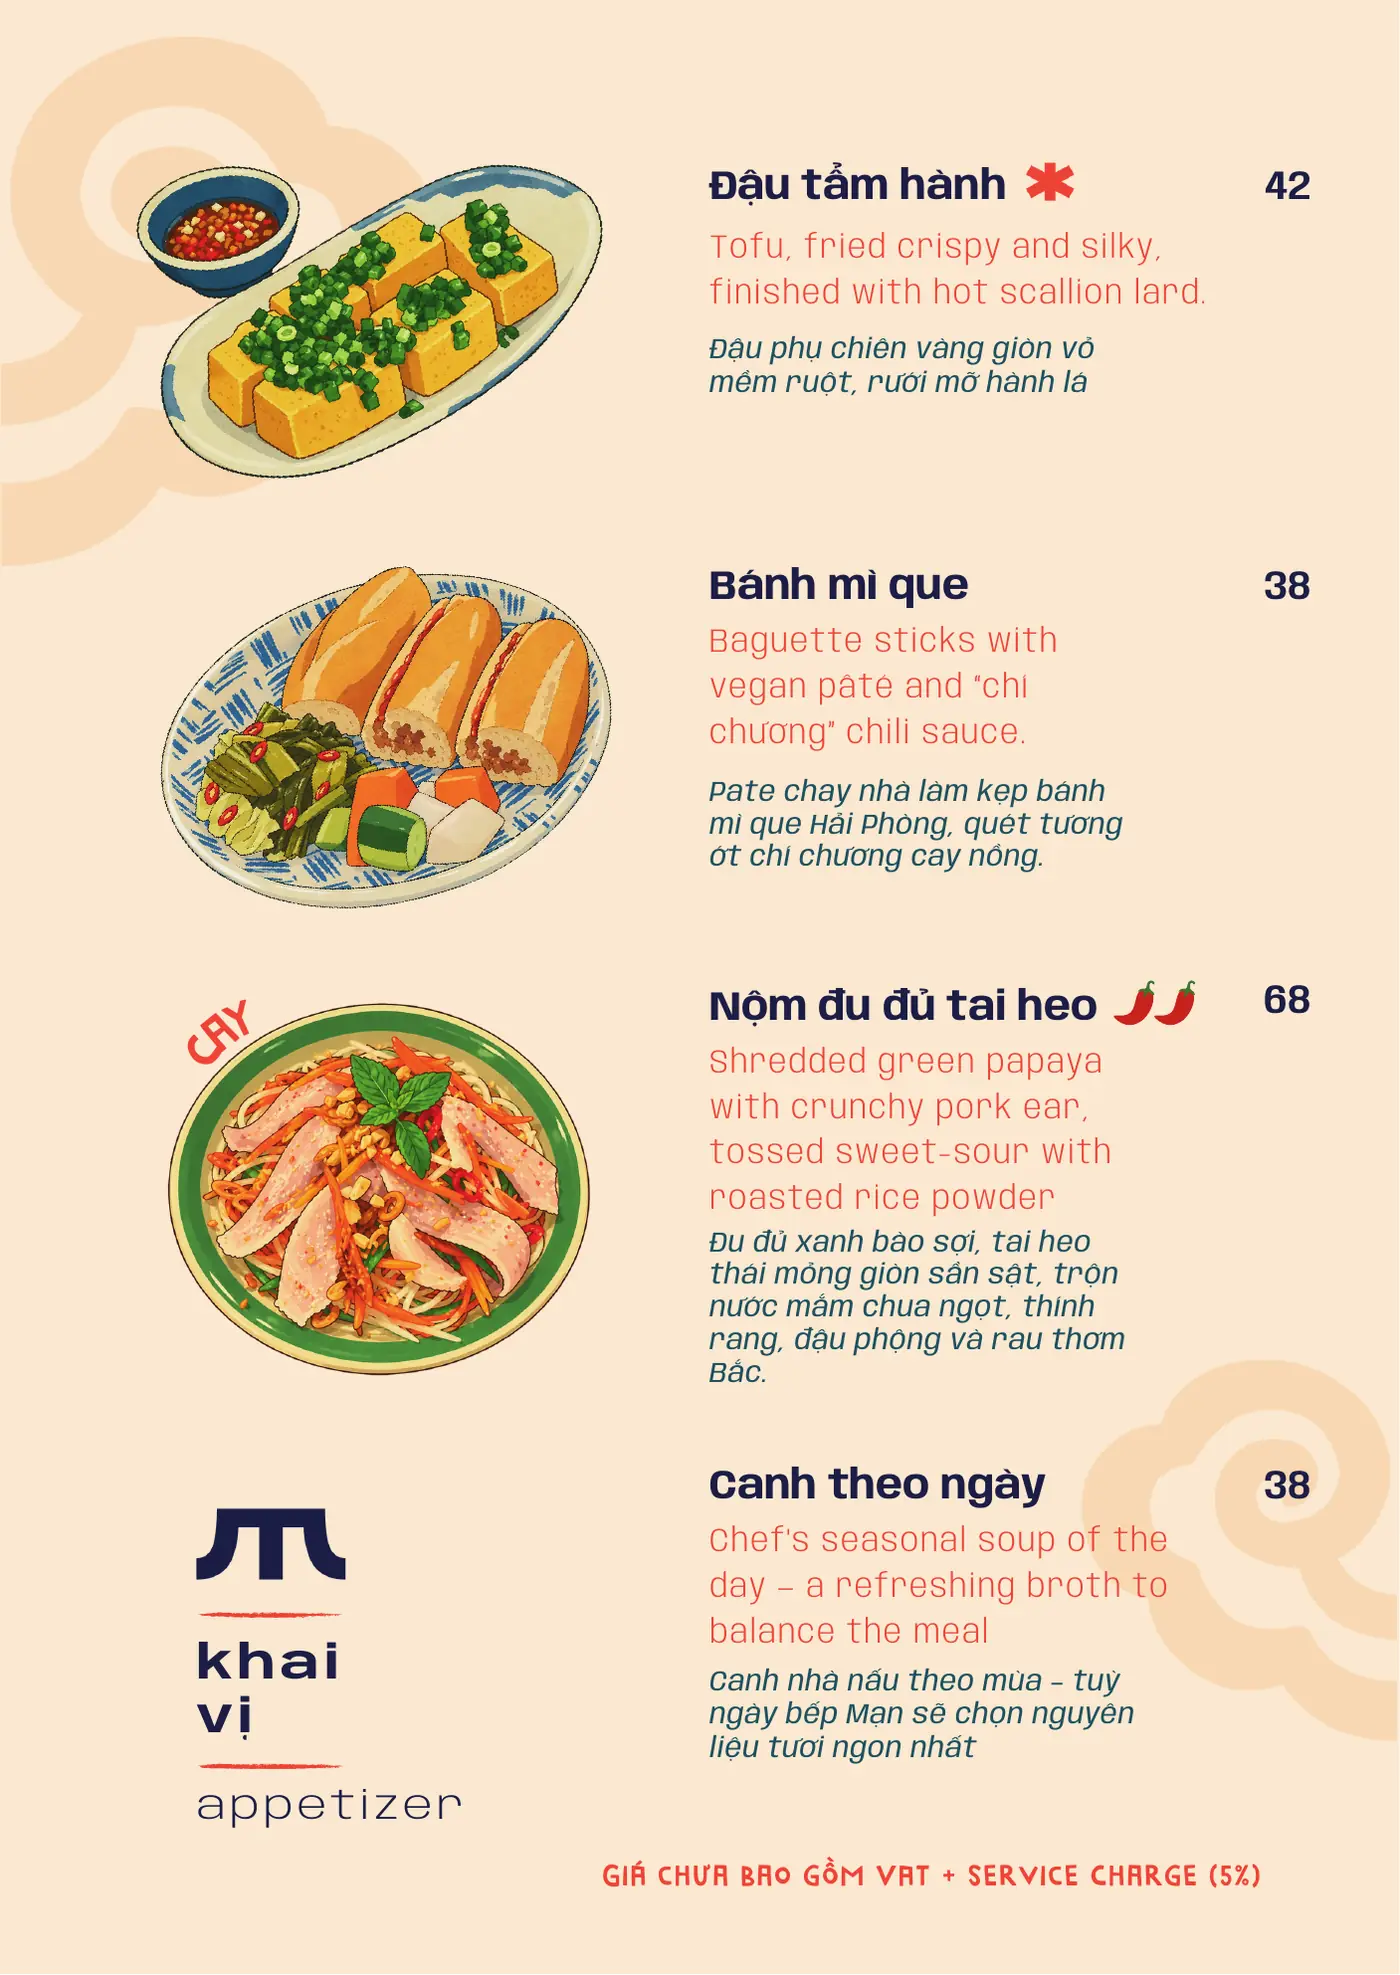 Đậu tẩm hành
42
Tofu, fried crispy and silky,
finished with hot scallion lard.
Đậu phụ chiên vàng giòn vỏ
mềm ruột, rưới mỡ hành lá
Bánh mì que
38
Baguette sticks with
vegan pâté and “chí
chương” chili sauce.
Pate chay nhà làm kẹp bánh
mì que Hải Phòng, quét tương
ớt chí chương cay nồng.
CAY
Nộm đu đủ tai heo
68
Shredded green papaya
with crunchy pork ear,
tossed sweet-sour with
roasted rice powder
Đu đủ xanh bào sợi, tai heo
thái mỏng giòn sần sật, trộn
nước mắm chua ngọt, thính
rang, đậu phộng và rau thơm
Bắc.
Canh theo ngày
38
Chef's seasonal soup of the
day – a refreshing broth to
balance the meal
Canh nhà nấu theo mùa – tuỳ
ngày bếp Mạn sẽ chọn nguyên
liệu tươi ngon nhất
khai
vị
appetizer
GIÁ CHƯA BAO GỒM VAT + SERVICE CHARGE (5%)